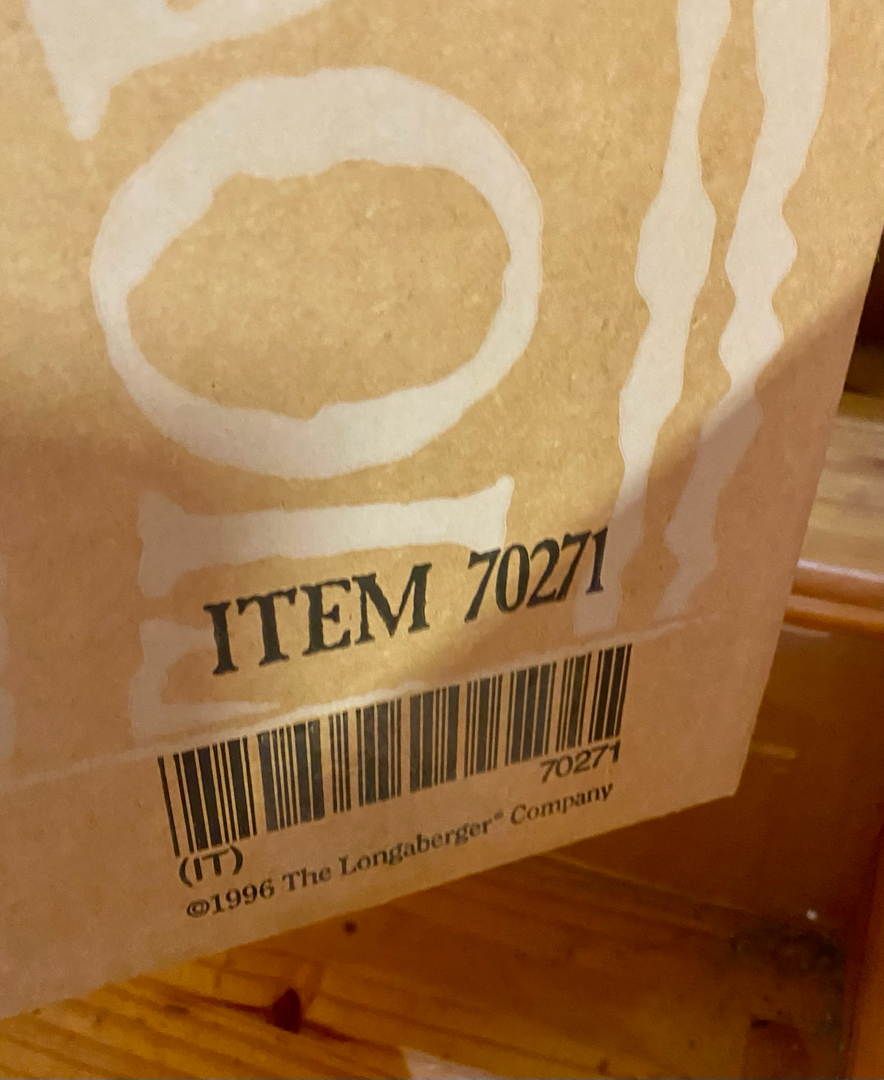 ITEM 70271
70271
(IT)
©1996 The Longaberger® Company